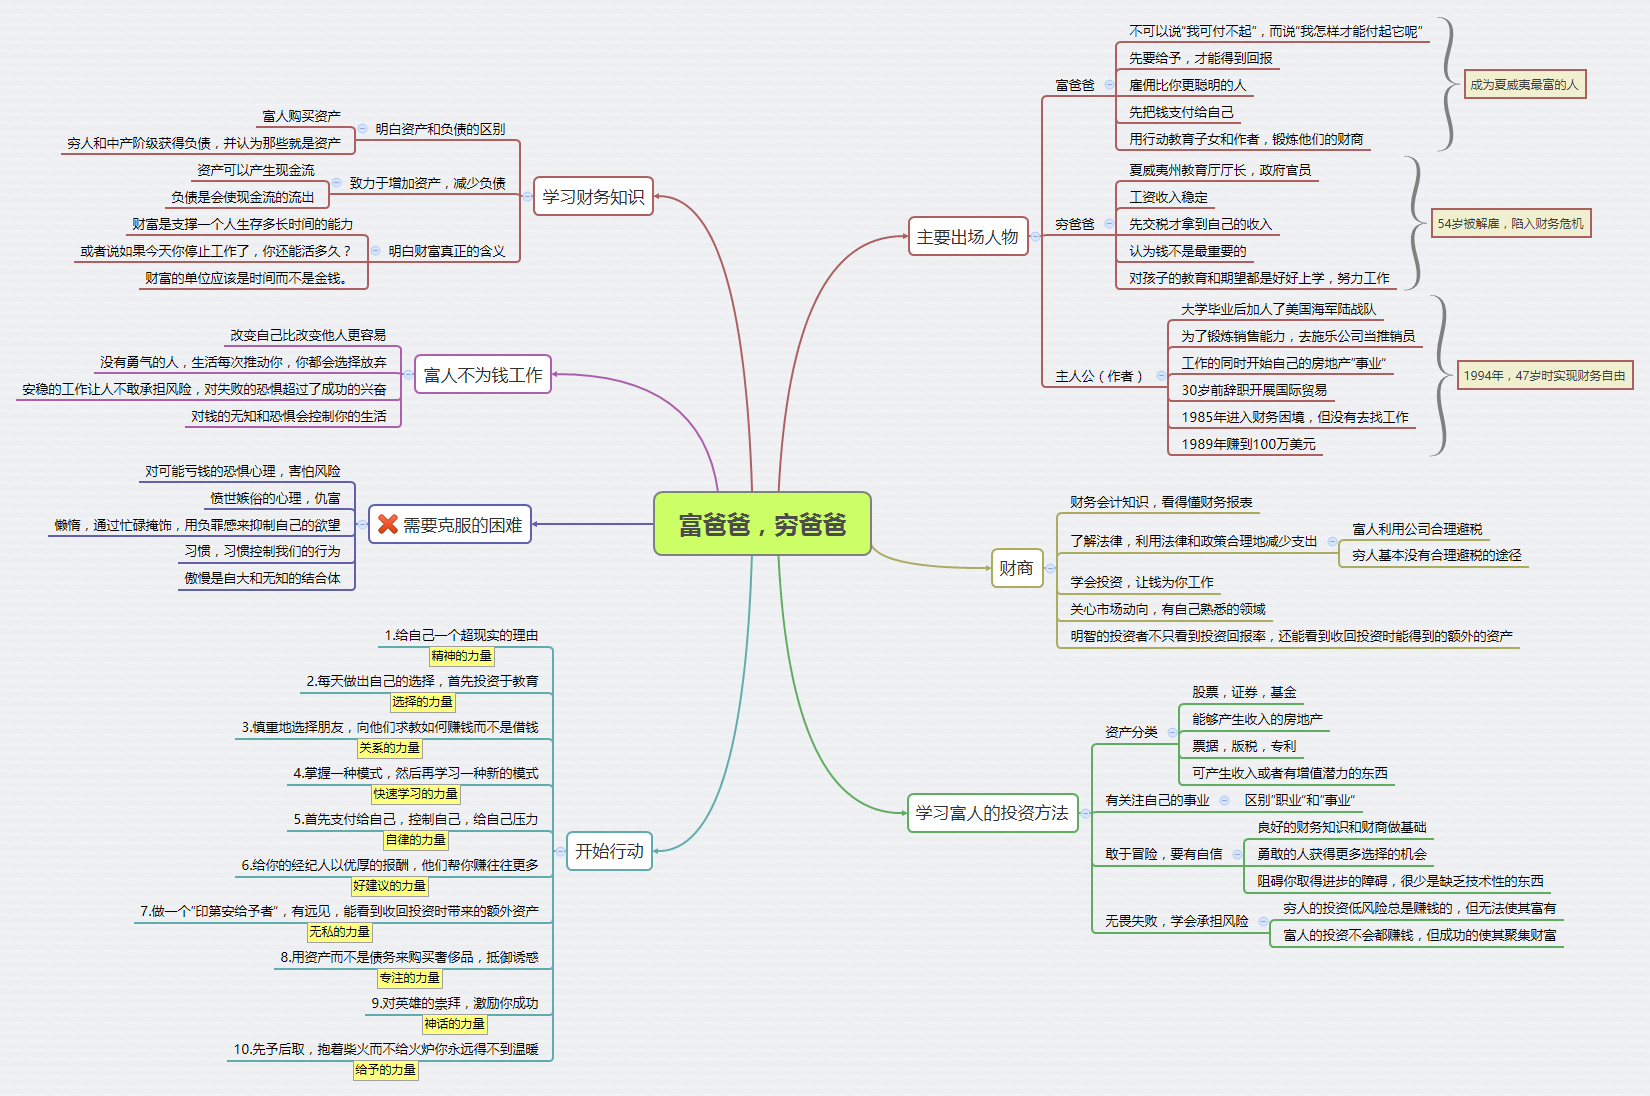 富爸爸，穷爸爸
主要出场人物
富爸爸
不可以说“我可付不起”，而说“我怎样才能付起它呢”
先要给予，才能得到回报
雇佣比你更聪明的人
先把钱支付给自己
用行动教育子女和作者，锻炼他们的财商
成为夏威夷最富的人
穷爸爸
夏威夷州教育厅厅长，政府官员
工资收入稳定
先交税才拿到自己的收入
认为钱不是最重要的
对孩子的教育和期望都是好好上学，努力工作
54岁被解雇，陷入财务危机
主人公（作者）
大学毕业后加人了美国海军陆战队
为了锻炼销售能力，去施乐公司当推销员
工作的同时开始自己的房地产“事业”
30岁前辞职开展国际贸易
1985年进入财务困境，但没有去找工作
1989年赚到100万美元
1994年，47岁时实现财务自由
财商
财务会计知识，看得懂财务报表
了解法律，利用法律和政策合理地减少支出
富人利用公司合理避税
穷人基本没有合理避税的途径
学会投资，让钱为你工作
关心市场动向，有自己熟悉的领域
明智的投资者不只看到投资回报率，还能看到收回投资时能得到的额外的资产
学习富人的投资方法
资产分类
股票，证券，基金
能够产生收入的房地产
票据，版税，专利
可产生收入或者有增值潜力的东西
有关注自己的事业
区别“职业”和“事业”
敢于冒险，要有自信
良好的财务知识和财商做基础
勇敢的人获得更多选择的机会
阻碍你取得进步的障碍，很少是缺乏技术性的东西
无畏失败，学会承担风险
穷人的投资低风险总是赚钱的，但无法使其富有
富人的投资不会都赚钱，但成功的使其聚集财富
学习财务知识
明白资产和负债的区别
富人购买资产
穷人和中产阶级获得负债，并认为那些就是资产
致力于增加资产，减少负债
资产可以产生现金流
负债是会使现金流的流出
明白财富真正的含义
财富是支撑一个人生存多长时间的能力
或者说如果今天你停止工作了，你还能活多久？
财富的单位应该是时间而不是金钱。
富人不为钱工作
改变自己比改变他人更容易
没有勇气的人，生活每次推动你，你都会选择放弃
安稳的工作让人不敢承担风险，对失败的恐惧超过了成功的兴奋
对钱的无知和恐惧会控制你的生活
需要克服的困难
对可能亏钱的恐惧心理，害怕风险
愤世嫉俗的心理，仇富
懒惰，通过忙碌掩饰，用负罪感来抑制自己的欲望
习惯，习惯控制我们的行为
傲慢是自大和无知的结合体
开始行动
1.给自己一个超现实的理由
精神的力量
2.每天做出自己的选择，首先投资于教育
选择的力量
3.慎重地选择朋友，向他们求教如何赚钱而不是借钱
关系的力量
4.掌握一种模式，然后再学习一种新的模式
快速学习的力量
5.首先支付给自己，控制自己，给自己压力
自律的力量
6.给你的经纪人以优厚的报酬，他们帮你赚往往更多
好建议的力量
7.做一个“印第安给予者”，有远见，能看到收回投资时带来的额外资产
无私的力量
8.用资产而不是债务来购买奢侈品，抵御诱惑
专注的力量
9.对英雄的崇拜，激励你成功
神话的力量
10.先予后取，抱着柴火而不给火炉你永远得不到温暖
给予的力量